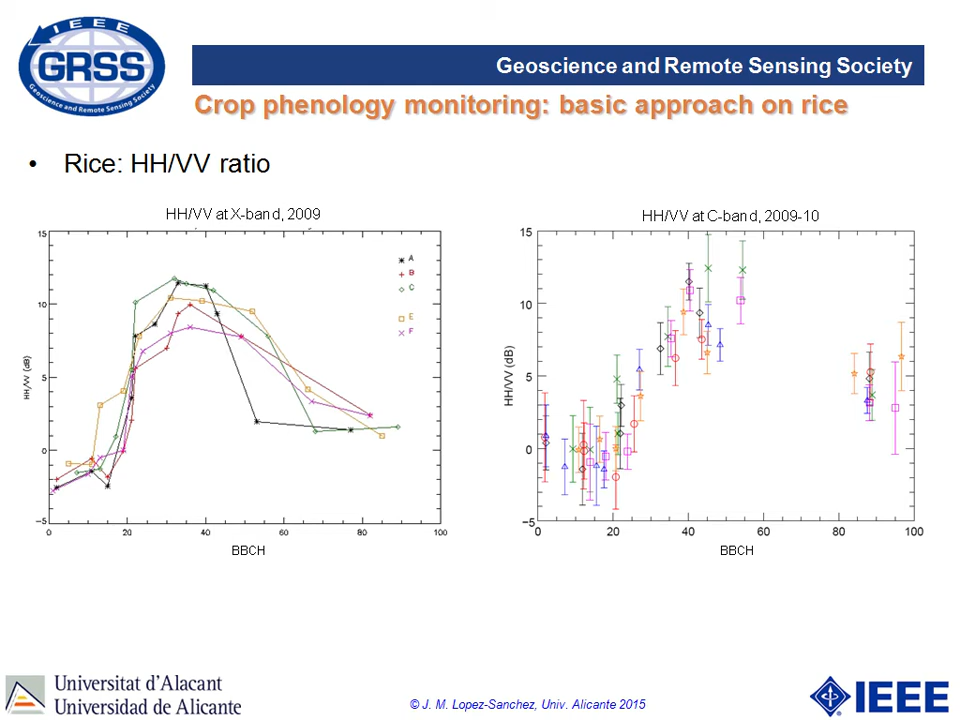 IEEE
GRSS
Geoscience and Remote Sensing Society
Geoscience and Remote Sensing Society
Crop phenology monitoring: basic approach on rice
• Rice: HH/VV ratio
HH/VV at X-band, 2009
15
10
5
0
−5
HH/VV (dB)
0 20 40 60 80 100
BBCH
A
B
C
E
F
HH/VV at C-band, 2009-10
15
10
5
0
−5
HH/VV (dB)
0 20 40 60 80 100
BBCH
Universitat d'Alacant
Universidad de Alicante
© J. M. Lopez-Sanchez, Univ. Alicante 2015
IEEE